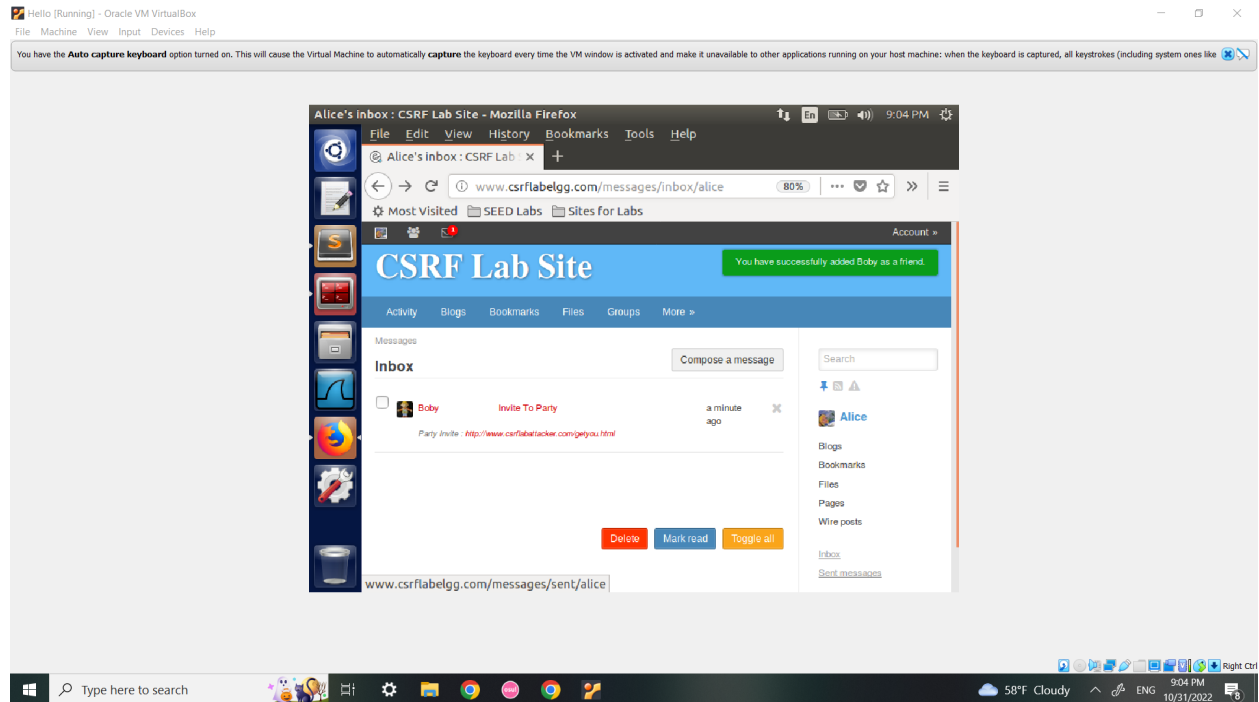 Hello [Running] - Oracle VM VirtualBox
File Machine View Input Devices Help
You have the Auto capture keyboard option turned on. This will cause the Virtual Machine to automatically capture the keyboard every time the VM window is activated and make it unavailable to other applications running on your host machine: when the keyboard is captured, all keystrokes (including system ones like
Alice's inbox : CSRF Lab Site - Mozilla Firefox
En
9:04 PM
File Edit View History Bookmarks Tools Help
Alice's inbox : CSRF Lab
www.csrflabelgg.com/messages/inbox/alice
80%
Most Visited SEED Labs Sites for Labs
1
Account »
CSRF Lab Site
You have successfully added Boby as a friend.
Activity Blogs Bookmarks Files Groups More »
Messages
Inbox
Compose a message
Search
Boby
Invite To Party
a minute
ago
Party Invite : http://www.csrflabattacker.com/getyou.html
Alice
Blogs
Bookmarks
Files
Pages
Wire posts
Delete
Mark read
Toggle all
Inbox
Sent messages
www.csrflabelgg.com/messages/sent/alice
Right Ctrl
Type here to search
58°F Cloudy
ENG
9:04 PM
10/31/2022
8